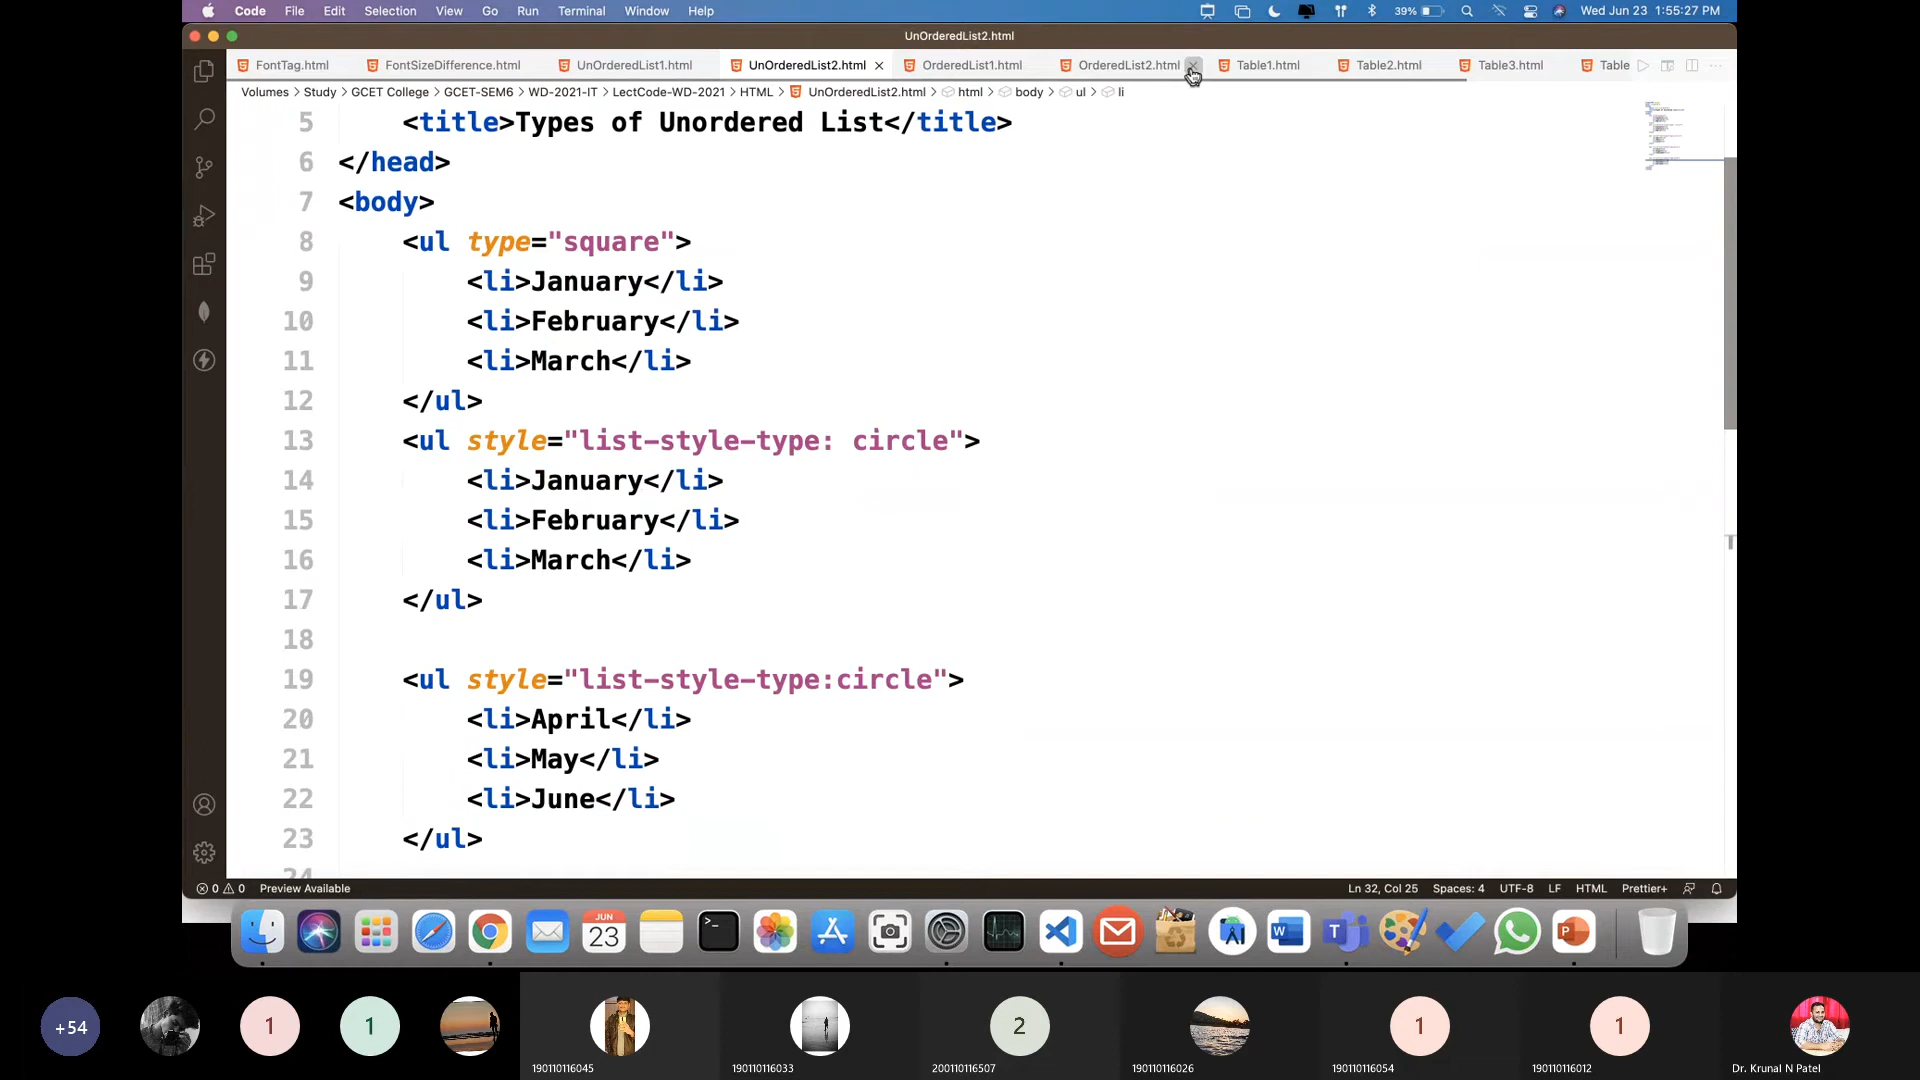 Code File Edit Selection View Go Run Terminal Window Help 39% Wed Jun 23 1:55:27 PM
UnOrderedList2.html
FontTag.html FontSizeDifference.html UnOrderedList1.html UnOrderedList2.html OrderedList1.html OrderedList2.html Table1.html Table2.html Table3.html Table
Volumes > Study > GCET College > GCET-SEM6 > WD-2021-IT > LectCode-WD-2021 > HTML > UnOrderedList2.html > html > body > ul > li
5 <title>Types of Unordered List</title>
6 </head>
7 <body>
8 <ul type="square">
9 <li>January</li>
10 <li>February</li>
11 <li>March</li>
12 </ul>
13 <ul style="list-style-type: circle">
14 <li>January</li>
15 <li>February</li>
16 <li>March</li>
17 </ul>
18
19 <ul style="list-style-type:circle">
20 <li>April</li>
21 <li>May</li>
22 <li>June</li>
23 </ul>
24
0 0 Preview Available Ln 32, Col 25 Spaces: 4 UTF-8 LF HTML Prettier+
JUN
23
+54 1 1 2 1 1
190110116045 190110116033 200110116507 190110116026 190110116054 190110116012 Dr. Krunal N Patel